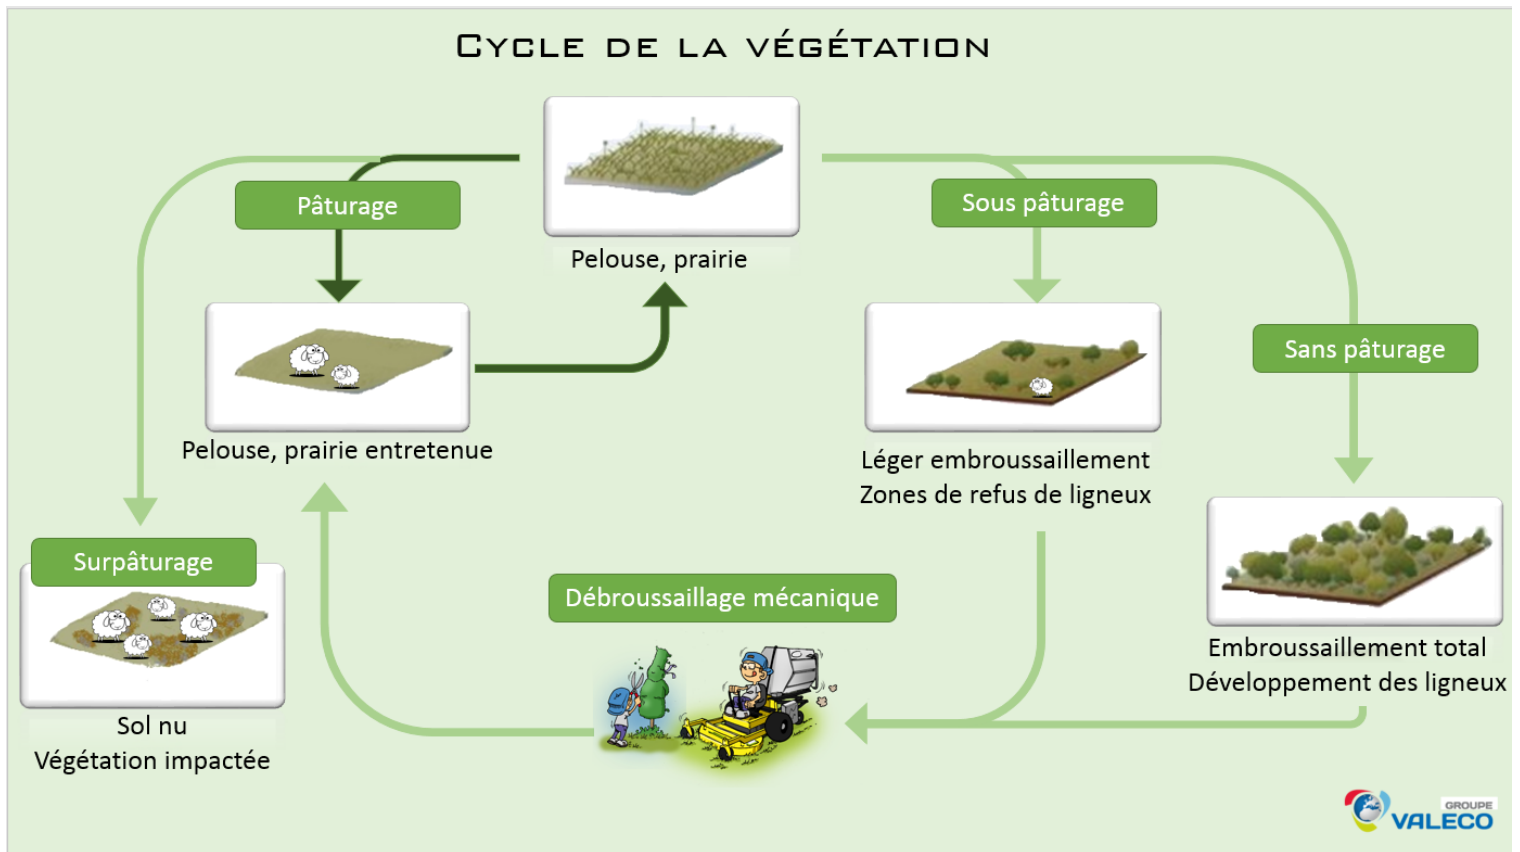 CYCLE DE LA VÉGÉTATION
Pâturage
Sous pâturage
Pelouse, prairie
Sans pâturage
Pelouse, prairie entretenue
Léger embroussaillement
Zones de refus de ligneux
Surpâturage
Débroussaillage mécanique
Embroussaillement total
Développement des ligneux
Sol nu
Végétation impactée
GROUPE
VALECO